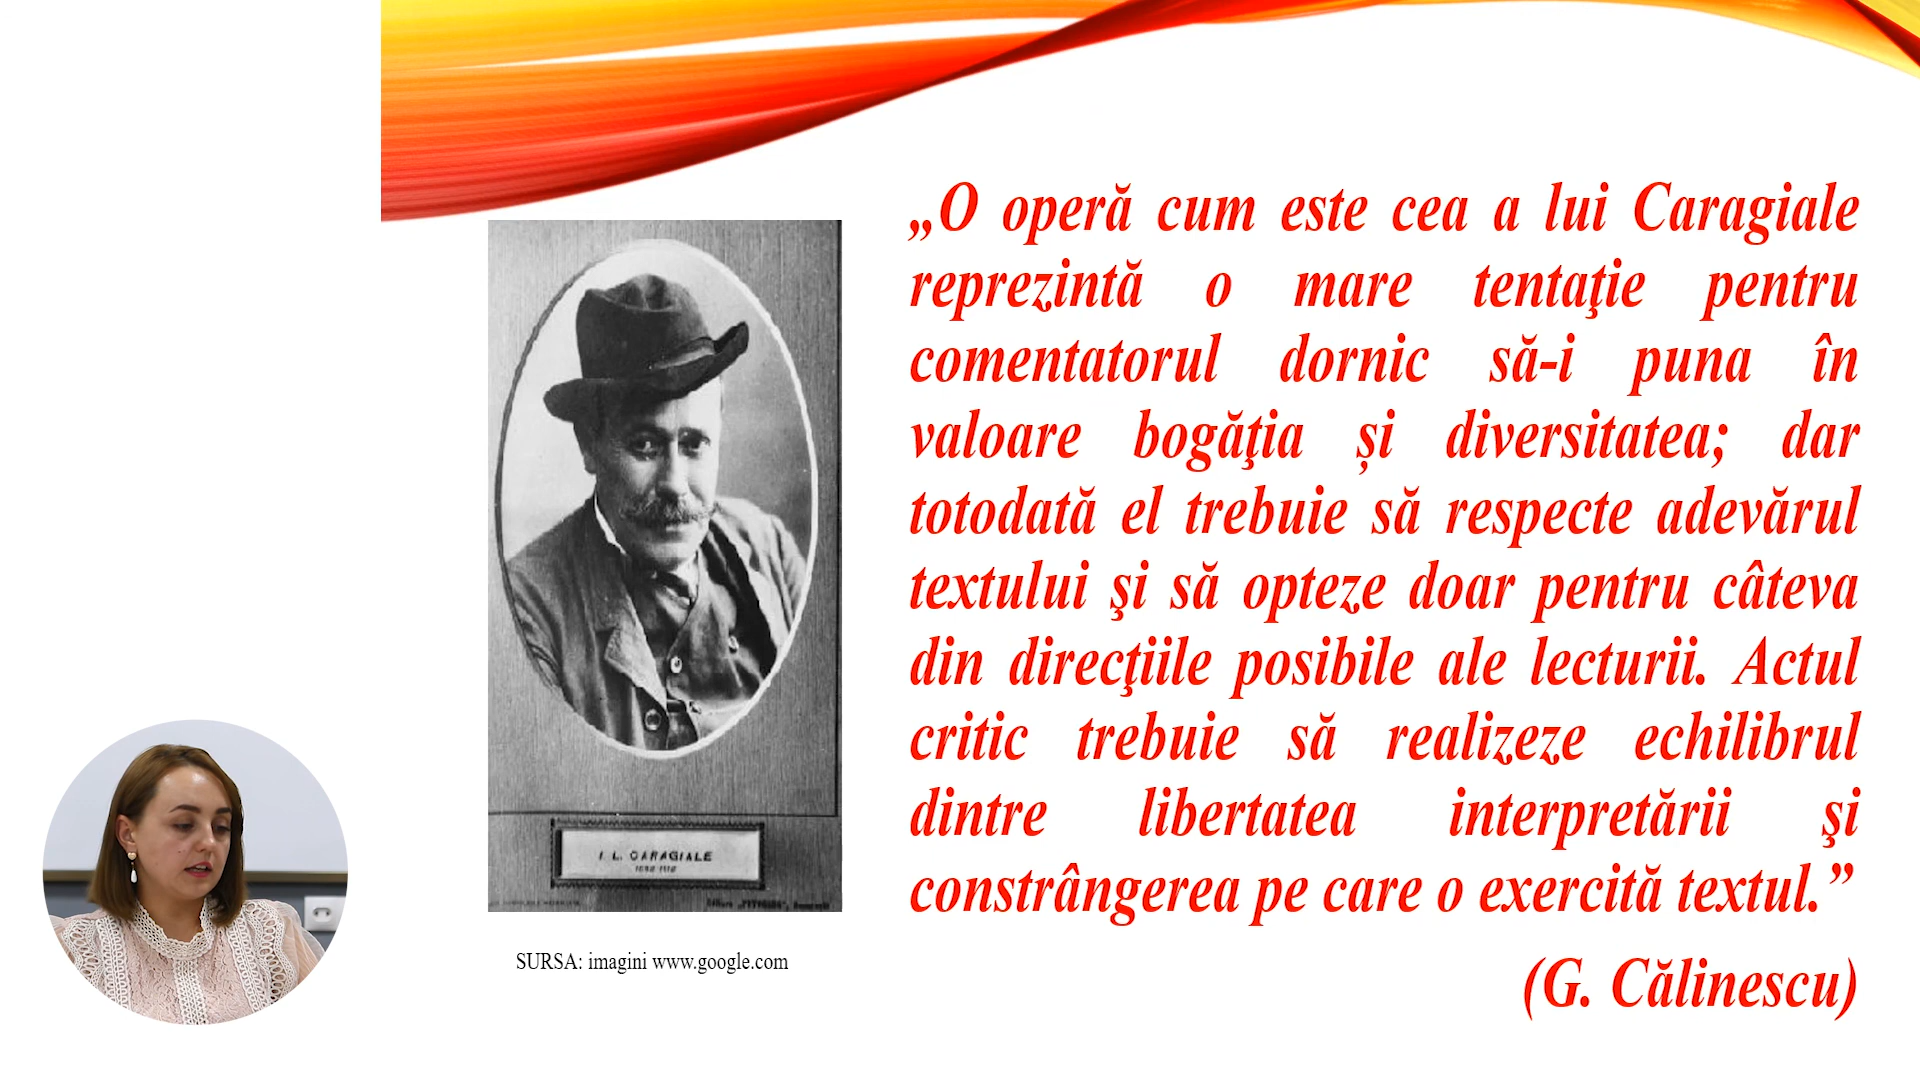 „O operă cum este cea a lui Caragiale
reprezintă o mare tentaţie pentru
comentatorul dornic să-i puna în
valoare bogăţia și diversitatea; dar
totodată el trebuie să respecte adevărul
textului şi să opteze doar pentru câteva
din direcţiile posibile ale lecturii. Actul
critic trebuie să realizeze echilibrul
dintre libertatea interpretării şi
constrângerea pe care o exercită textul.”
(G. Călinescu)
I. L. CARAGIALE
SURSA: imagini www.google.com